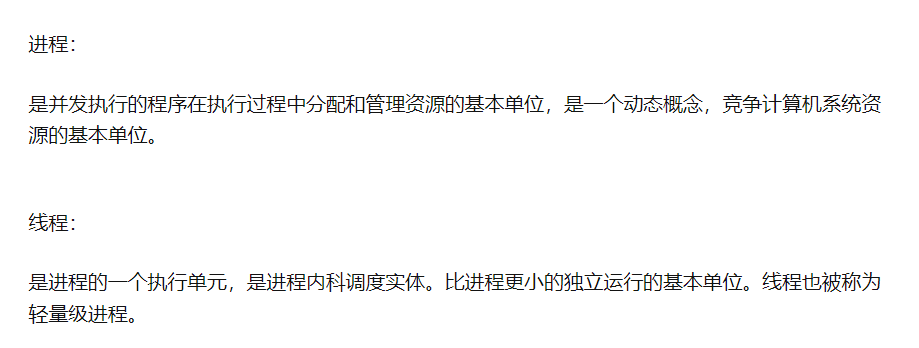 进程：
是并发执行的程序在执行过程中分配和管理资源的基本单位，是一个动态概念，竞争计算机系统资
源的基本单位。
线程：
是进程的一个执行单元，是进程内科调度实体。比进程更小的独立运行的基本单位。线程也被称为
轻量级进程。